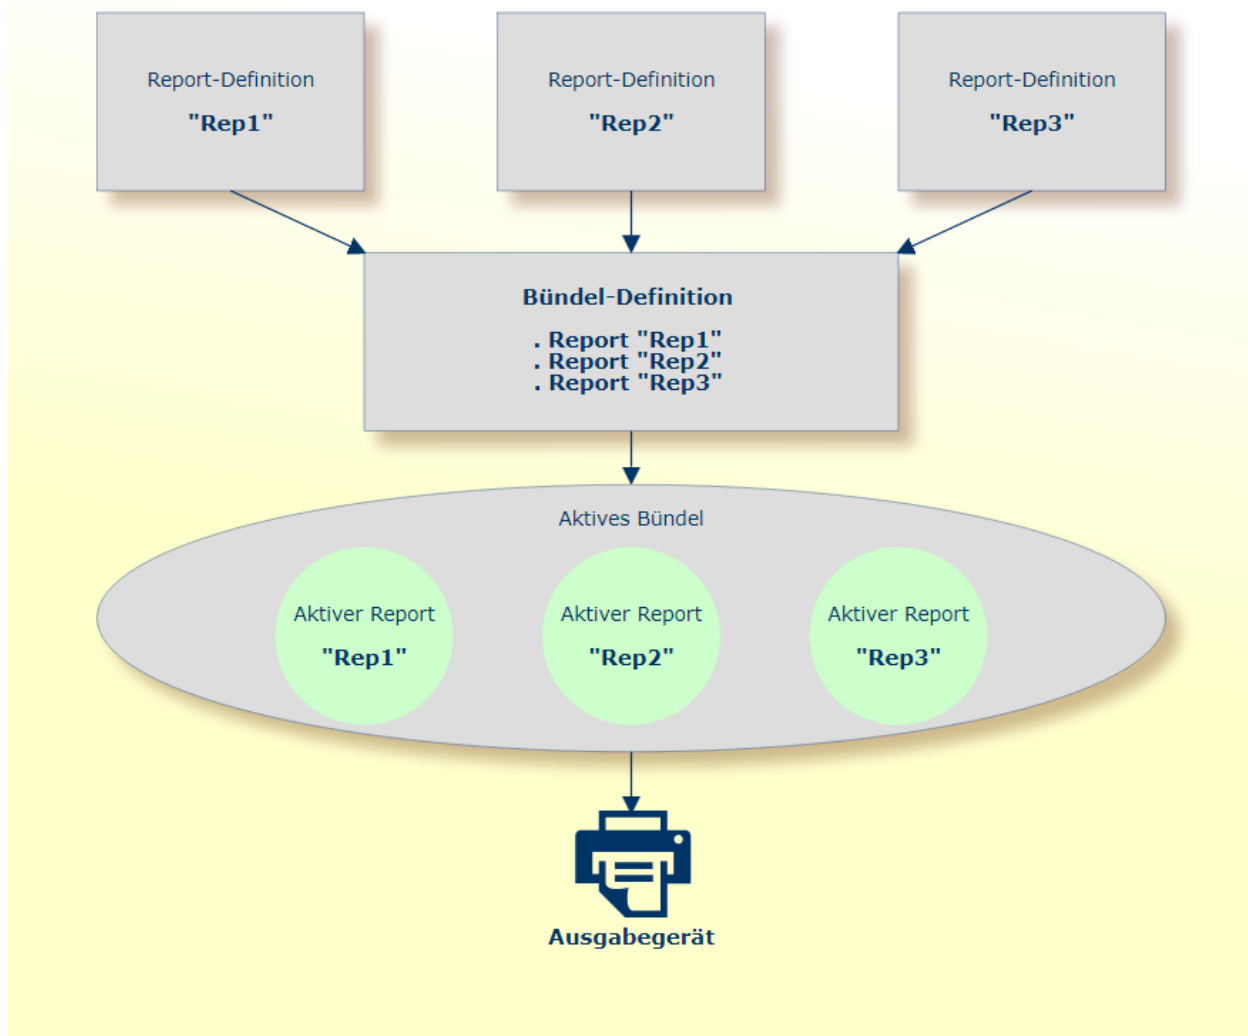 Report-Definition
"Rep1"
Report-Definition
"Rep2"
Report-Definition
"Rep3"
Bündel-Definition
. Report "Rep1"
. Report "Rep2"
. Report "Rep3"
Aktives Bündel
Aktiver Report
"Rep1"
Aktiver Report
"Rep2"
Aktiver Report
"Rep3"
Ausgabegerät